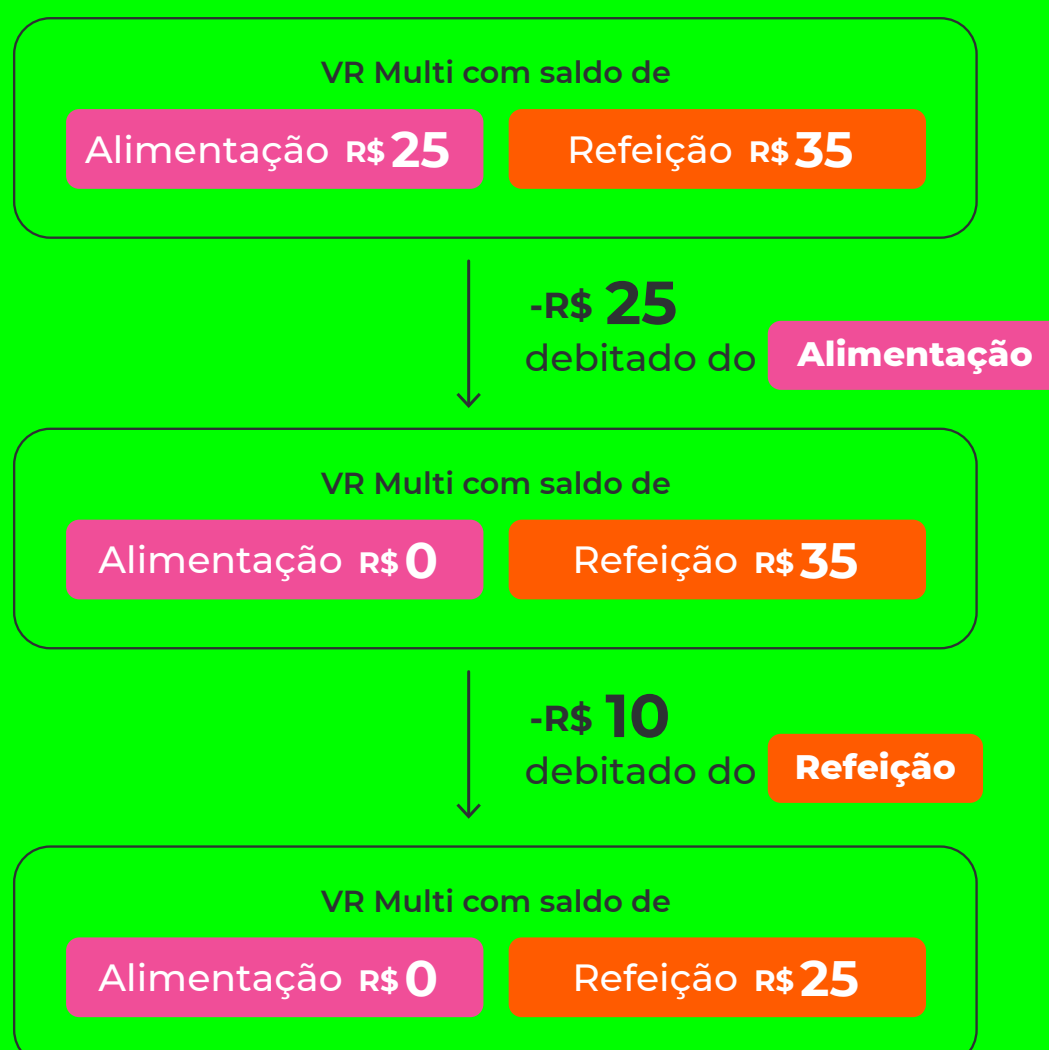 VR Multi com saldo de
Alimentação R$ 25 Refeição R$ 35
-R$ 25
debitado do Alimentação
VR Multi com saldo de
Alimentação R$ 0 Refeição R$ 35
-R$ 10
debitado do Refeição
VR Multi com saldo de
Alimentação R$ 0 Refeição R$ 25